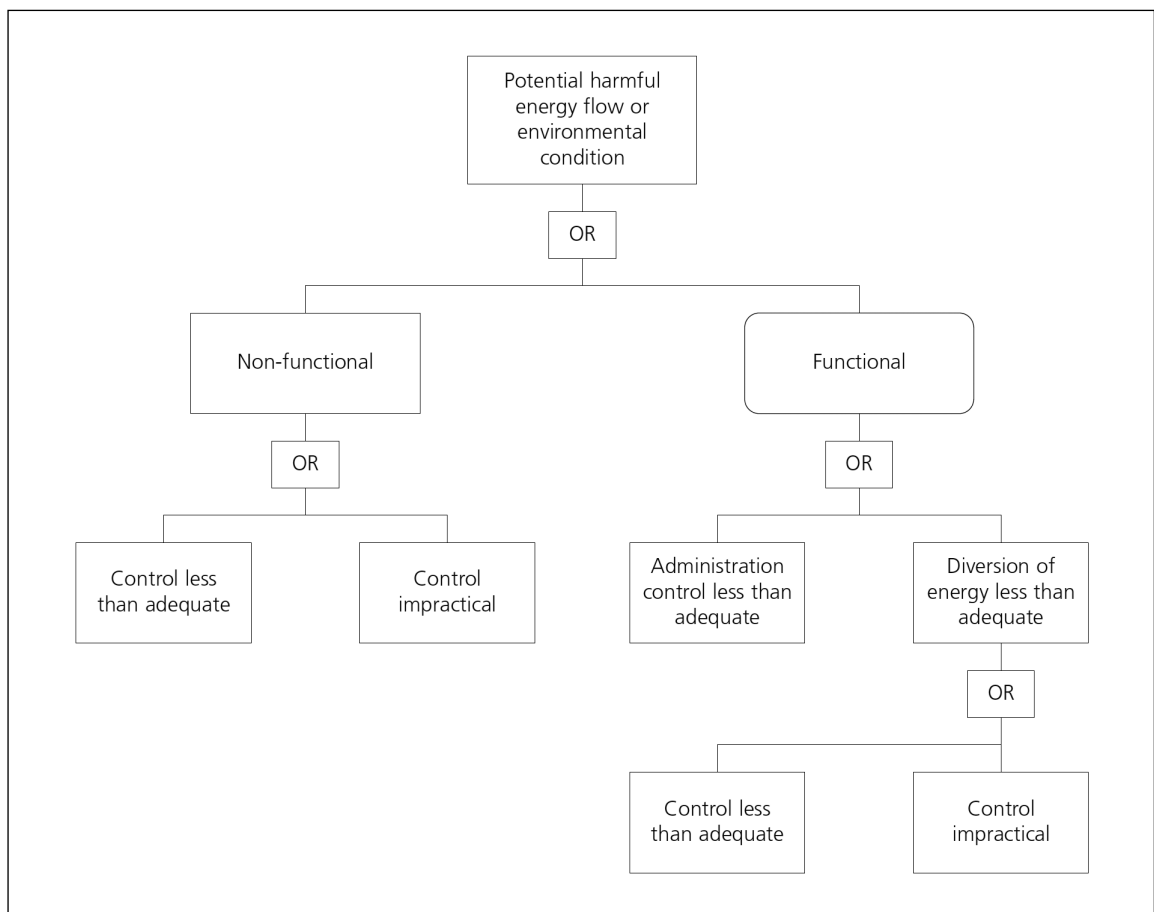 Potential harmful
energy flow or
environmental
condition
OR
Non-functional
Functional
OR
OR
Control less
than adequate
Control
impractical
Administration
control less than
adequate
Diversion of
energy less than
adequate
OR
Control less
than adequate
Control
impractical